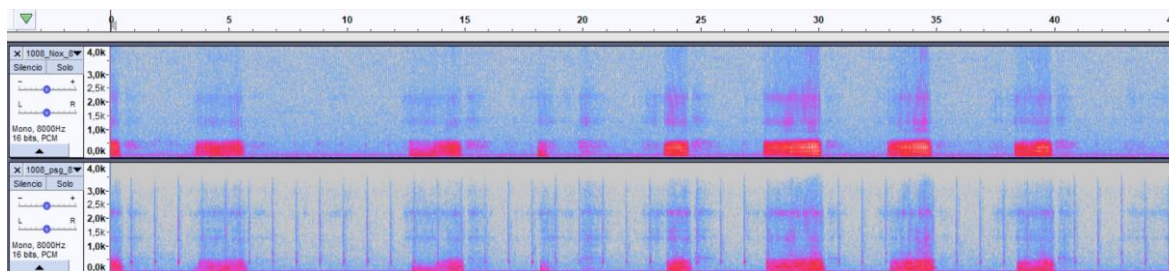 0 5 10 15 20 25 30 35 40
× 1008_Nox_8▼
Silencio Solo
- +
L R
Mono, 8000Hz
16 bits, PCM
4,0k
3,0k
2,5k
2,0k
1,5k
1,0k
0,0k
× 1008_psg_8▼
Silencio Solo
- +
L R
Mono, 8000Hz
16 bits, PCM
4,0k
3,0k
2,5k
2,0k
1,5k
1,0k
0,0k